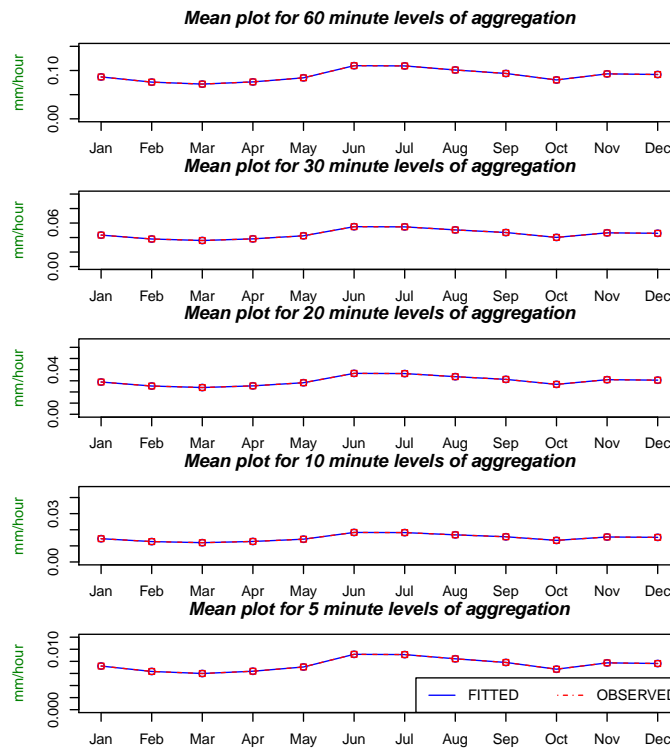 Mean plot for 60 minute levels of aggregation
mm/hour
0.10
0.00
Jan Feb Mar Apr May Jun Jul Aug Sep Oct Nov Dec
Mean plot for 30 minute levels of aggregation
mm/hour
0.06
0.00
Jan Feb Mar Apr May Jun Jul Aug Sep Oct Nov Dec
Mean plot for 20 minute levels of aggregation
mm/hour
0.04
0.00
Jan Feb Mar Apr May Jun Jul Aug Sep Oct Nov Dec
Mean plot for 10 minute levels of aggregation
mm/hour
0.03
0.00
Jan Feb Mar Apr May Jun Jul Aug Sep Oct Nov Dec
Mean plot for 5 minute levels of aggregation
mm/hour
0.010
0.000
FITTED OBSERVED
Jan Feb Mar Apr May Jun Jul Aug Sep Oct Nov Dec